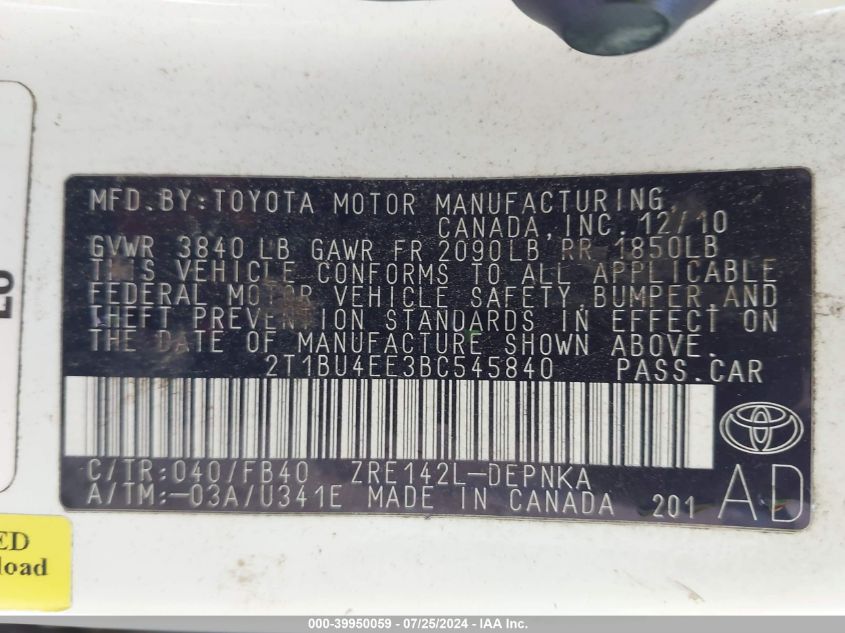 MFD.BY:TOYOTA MOTOR MANUFACTURING
CANADA, INC. 12/10
GVWR 3840 LB GAWR FR 2090LB RR 1850LB
THIS VEHICLE CONFORMS TO ALL APPLICABLE
FEDERAL MOTOR VEHICLE SAFETY, BUMPER, AND
THEFT PREVENTION STANDARDS IN EFFECT ON
THE DATE OF MANUFACTURE SHOWN ABOVE.
2T1BU4EE3BC545840 PASS.CAR
C/TR:040/FB40 ZRE142L-DEPNKA
A/TM:-03A/U341E MADE IN CANADA 201 AD
ED
load
000-39950059 / 07/25/2024 - IAA Inc.